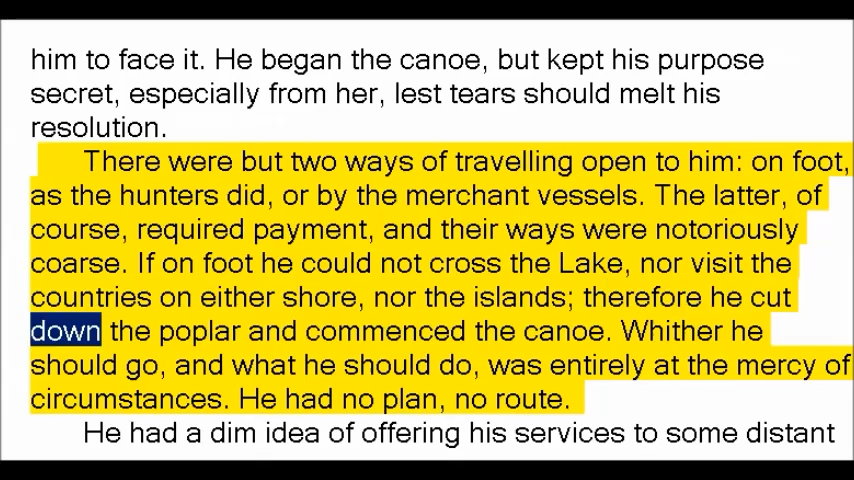 him to face it. He began the canoe, but kept his purpose
secret, especially from her, lest tears should melt his
resolution.
There were but two ways of travelling open to him: on foot,
as the hunters did, or by the merchant vessels. The latter, of
course, required payment, and their ways were notoriously
coarse. If on foot he could not cross the Lake, nor visit the
countries on either shore, nor the islands; therefore he cut
down the poplar and commenced the canoe. Whither he
should go, and what he should do, was entirely at the mercy of
circumstances. He had no plan, no route.
He had a dim idea of offering his services to some distant